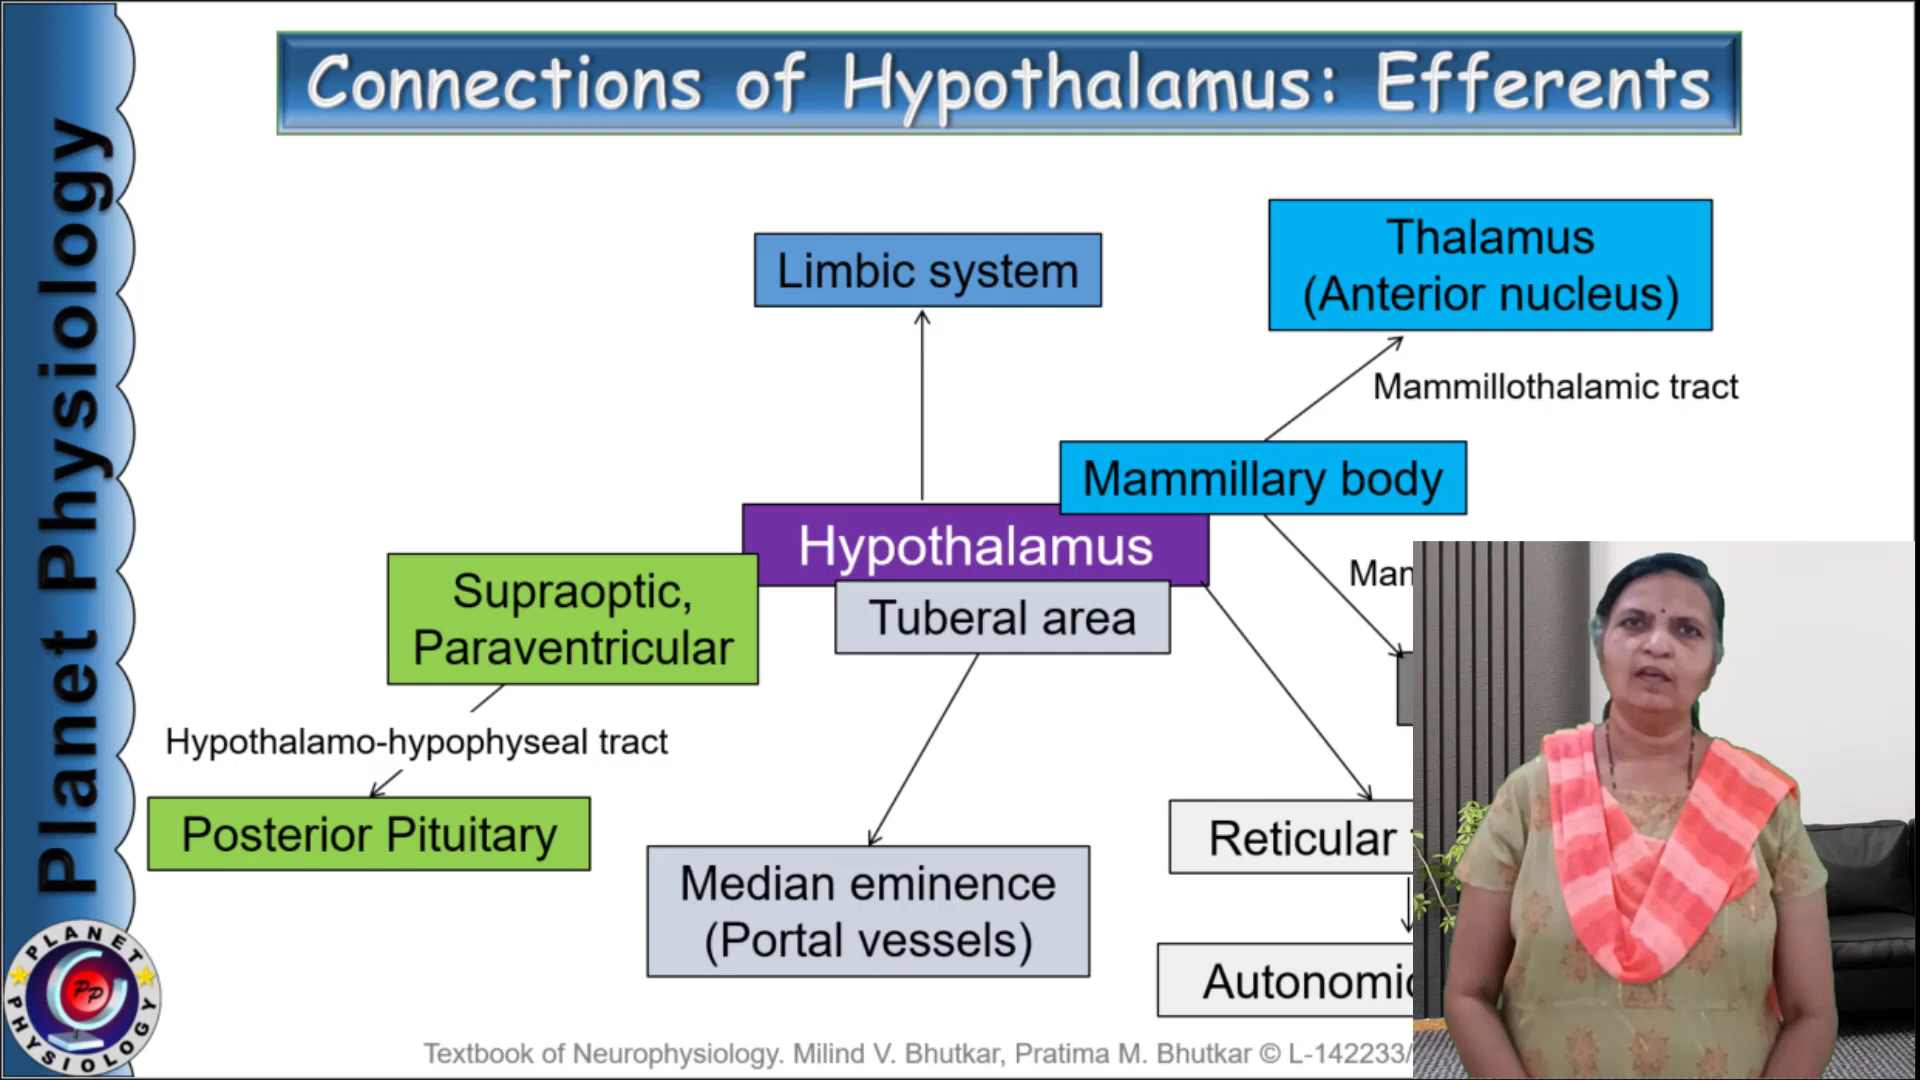 Connections of Hypothalamus: Efferents
Planet Physiology
Limbic system
Thalamus
(Anterior nucleus)
Mammillothalamic tract
Mammillary body
Hypothalamus
Supraoptic,
Paraventricular
Tuberal area
Hypothalamo-hypophyseal tract
Posterior Pituitary
Median eminence
(Portal vessels)
Reticular
PLANET
PP
PHYSIOLOGY
Textbook of Neurophysiology. Milind V. Bhutkar, Pratima M. Bhutkar © L-142233/